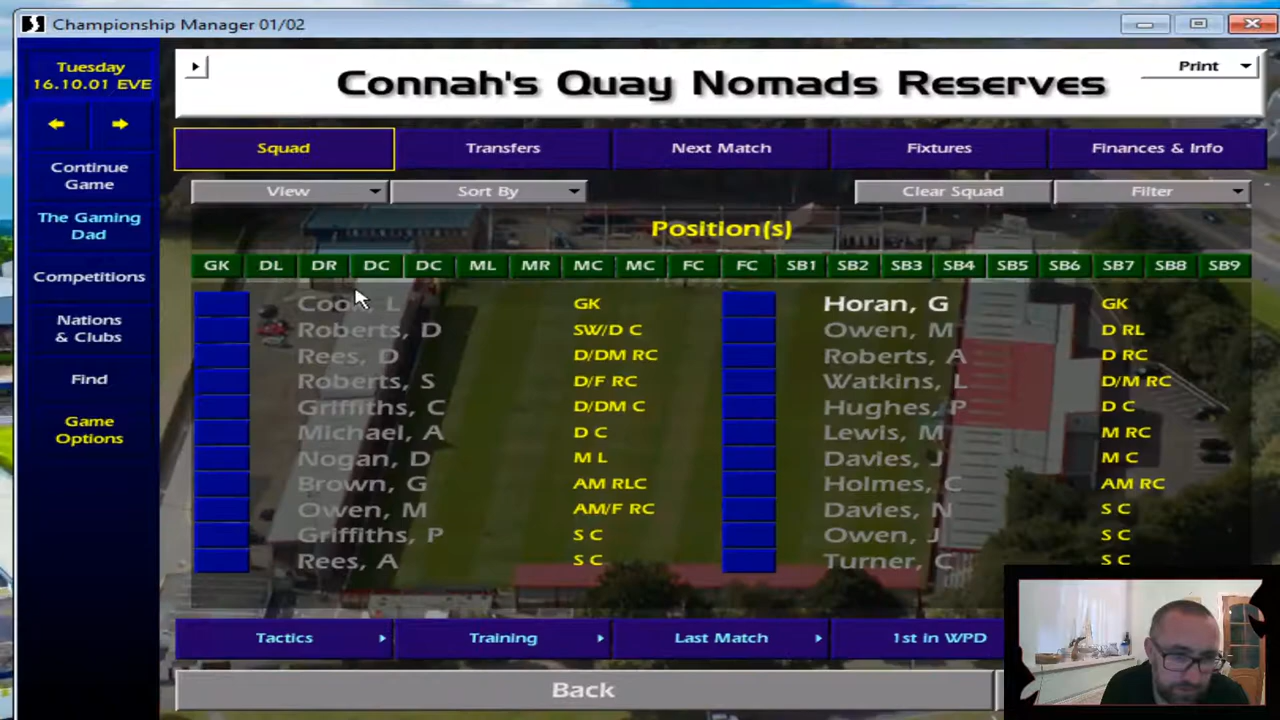 Championship Manager 01/02
Tuesday
16.10.01 EVE
Continue
Game
The Gaming
Dad
Competitions
Nations
& Clubs
Find
Game
Options
Connah's Quay Nomads Reserves
Print
Squad
Transfers
Next Match
Fixtures
Finances & Info
View
Sort By
Clear Squad
Filter
Position(s)
GK DL DR DC DC ML MR MC MC FC FC SB1 SB2 SB3 SB4 SB5 SB6 SB7 SB8 SB9
L GK Horan, G GK
Roberts, D SW/D C Owen, M D RL
Rees, D D/DM RC Roberts, A D RC
Roberts, S D/F RC Watkins, L D/M RC
Griffiths, C D/DM C Hughes, P D C
Michael, A D C Lewis, M M RC
Nogan, D M L Davies, J M C
Brown, G AM RLC Holmes, C AM RC
Owen, M AM/F RC Davies, N S C
Griffiths, P S C Owen, J S C
Rees, A S C Turner, C S C
Tactics
Training
Last Match
1st in WPD
Back